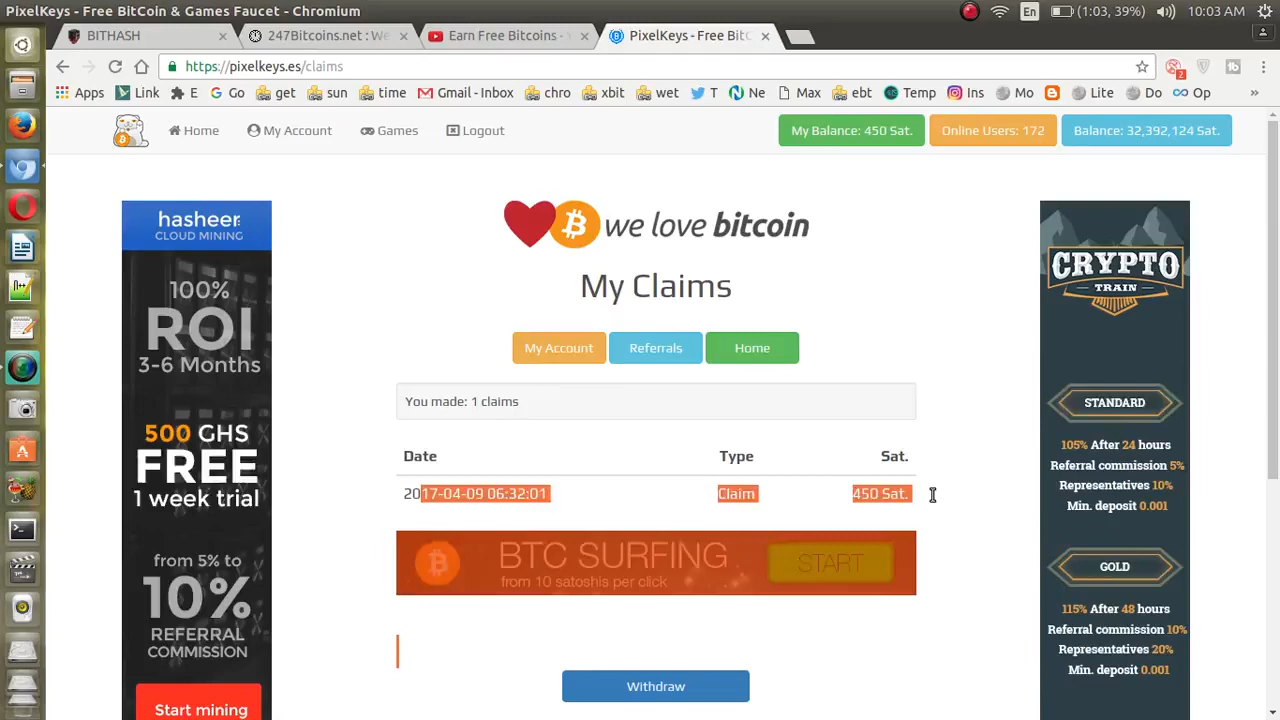 PixelKeys - Free BitCoin & Games Faucet - Chromium
En
(1:03, 39%)
10:03 AM
BITHASH
247Bitcoins.net : We
Earn Free Bitcoins - Y
PixelKeys - Free BitC
https://pixelkeys.es/claims
2
Apps
Link
E
Go
get
sun
time
Gmail - Inbox
chro
xbit
wet
T
Ne
Max
ebt
Temp
Ins
Mo
Blo
Lite
Do
Op
»
Home
My Account
Games
Logout
My Balance: 450 Sat.
Online Users: 172
Balance: 32,392,124 Sat.
we love bitcoin
My Claims
My Account
Referrals
Home
You made: 1 claims
Date Type Sat.
2017-04-09 06:32:01 Claim 450 Sat.
BTC SURFING
from 10 satoshis per click
START
Withdraw
hasheer
CLOUD MINING
100%
ROI
3-6 Months
500 GHS
FREE
1 week trial
from 5% to
10%
REFERRAL
COMMISSION
Start mining
CRYPTO
TRAIN
STANDARD
105% After 24 hours
Referral commission 5%
Representatives 10%
Min. deposit 0.001
GOLD
115% After 48 hours
Referral commission 10%
Representatives 20%
Min. deposit 0.001